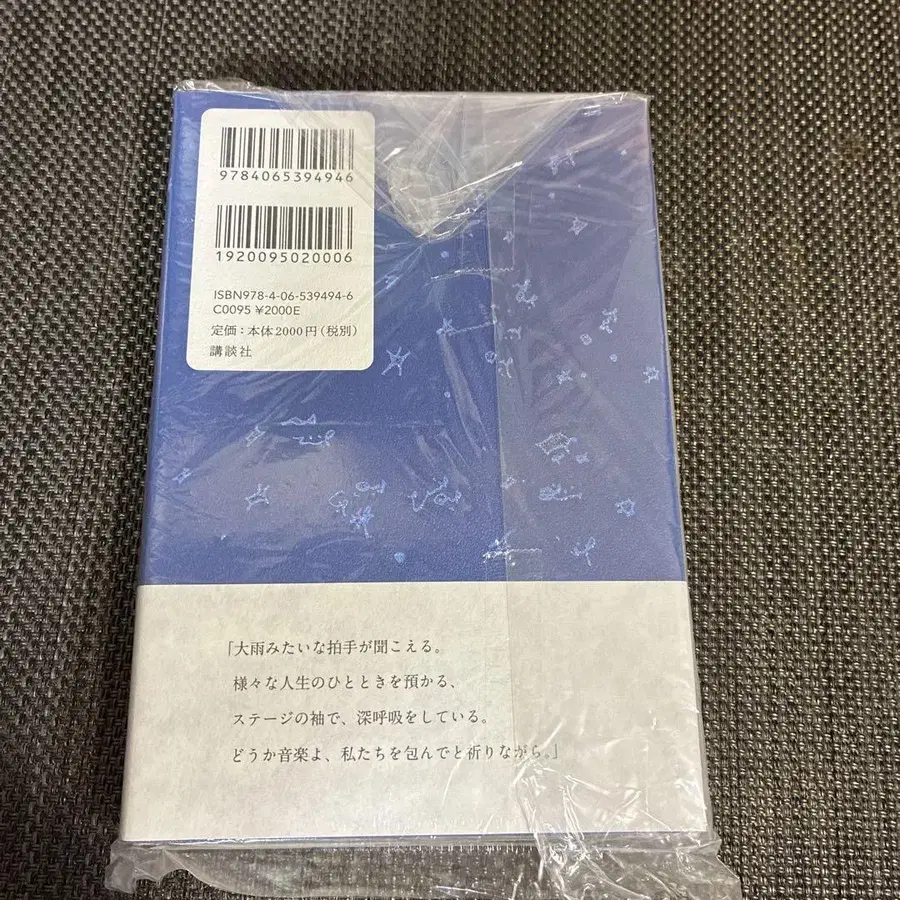 9784065394946
1920095020006
ISBN978-4-06-539494-6
C0095 ¥2000E
定価：本体2000円（税別）
講談社
「大雨みたいな拍手が聞こえる。
様々な人生のひとときを預かる、
ステージの袖で、深呼吸をしている。
どうか音楽よ、私たちを包んでと祈りながら。」